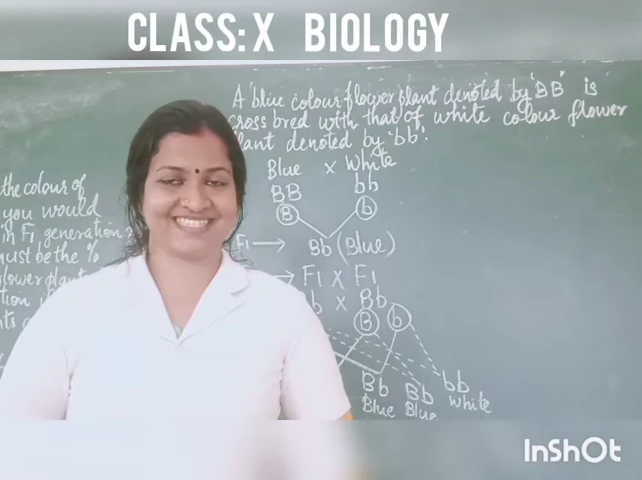 CLASS: X BIOLOGY
A blue colour flower plant denoted by 'BB' is
cross bred with that of white colour flower
plant denoted by 'bb'.
the colour of
you would
in F1 generation?
must be the %
flower plant
tion
ts
Blue x White
BB bb
B b
F1 → Bb (Blue)
→ F1 X F1
b x Bb
B b
Bb Bb bb
Blue Blue White
InShOt